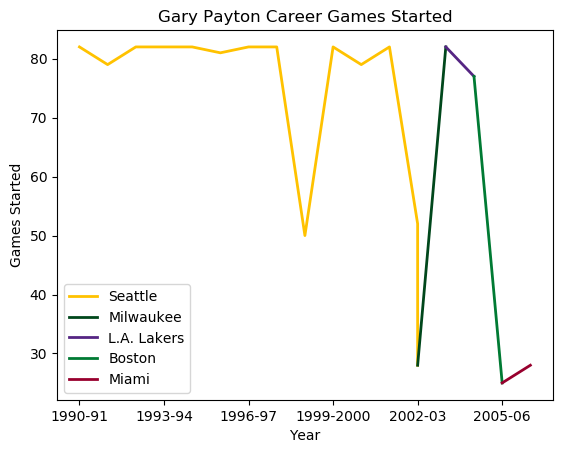 Gary Payton Career Games Started
Games Started
80
70
60
50
40
30
Seattle
Milwaukee
L.A. Lakers
Boston
Miami
1990-91 1993-94 1996-97 1999-2000 2002-03 2005-06
Year